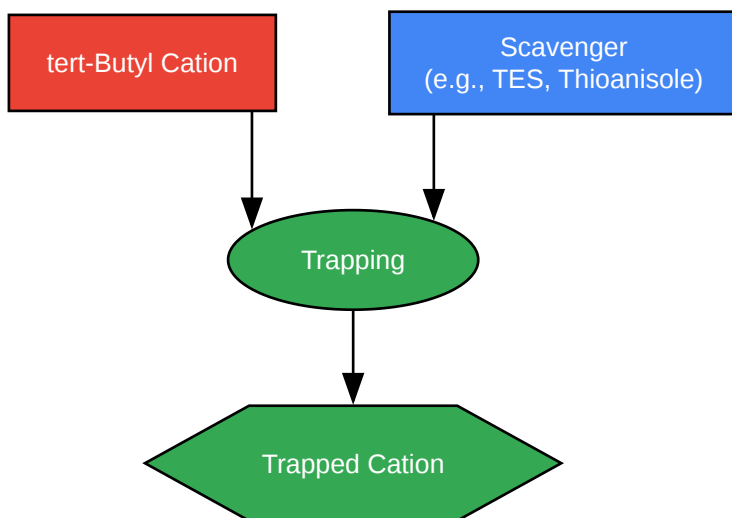 tert-Butyl Cation
Scavenger
(e.g., TES, Thioanisole)
Trapping
Trapped Cation